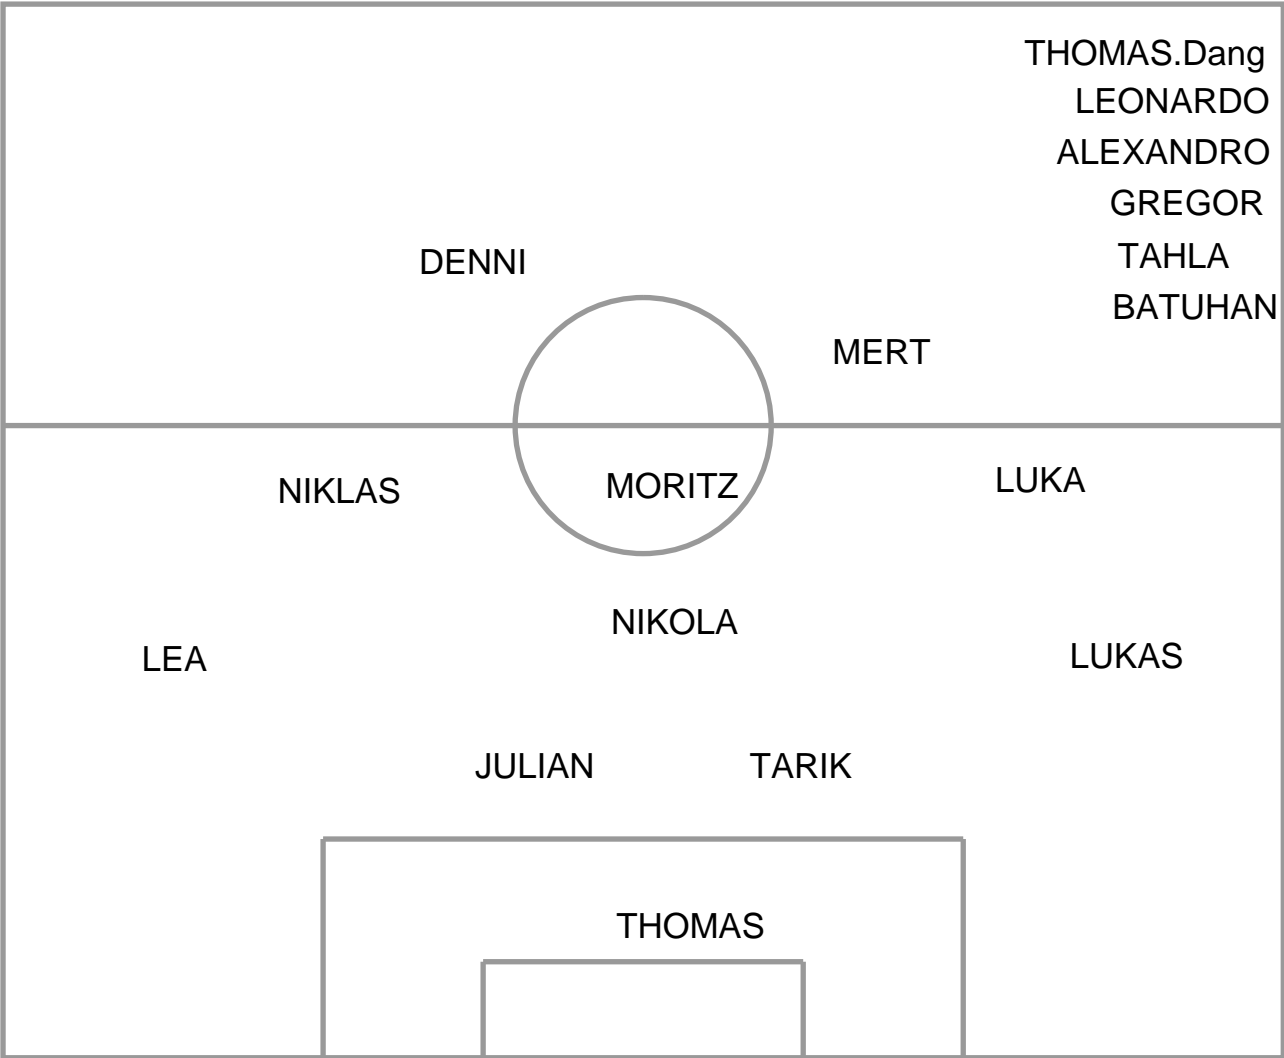 THOMAS.Dang
LEONARDO
ALEXANDRO
GREGOR
TAHLA
DENNI
BATUHAN
MERT
NIKLAS
MORITZ
LUKA
NIKOLA
LEA
LUKAS
JULIAN
TARIK
THOMAS